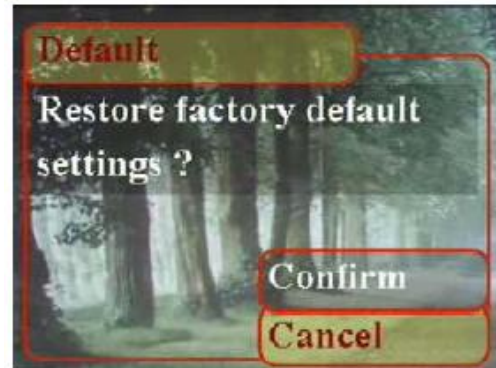 Default
Restore factory default
settings ?
Confirm
Cancel